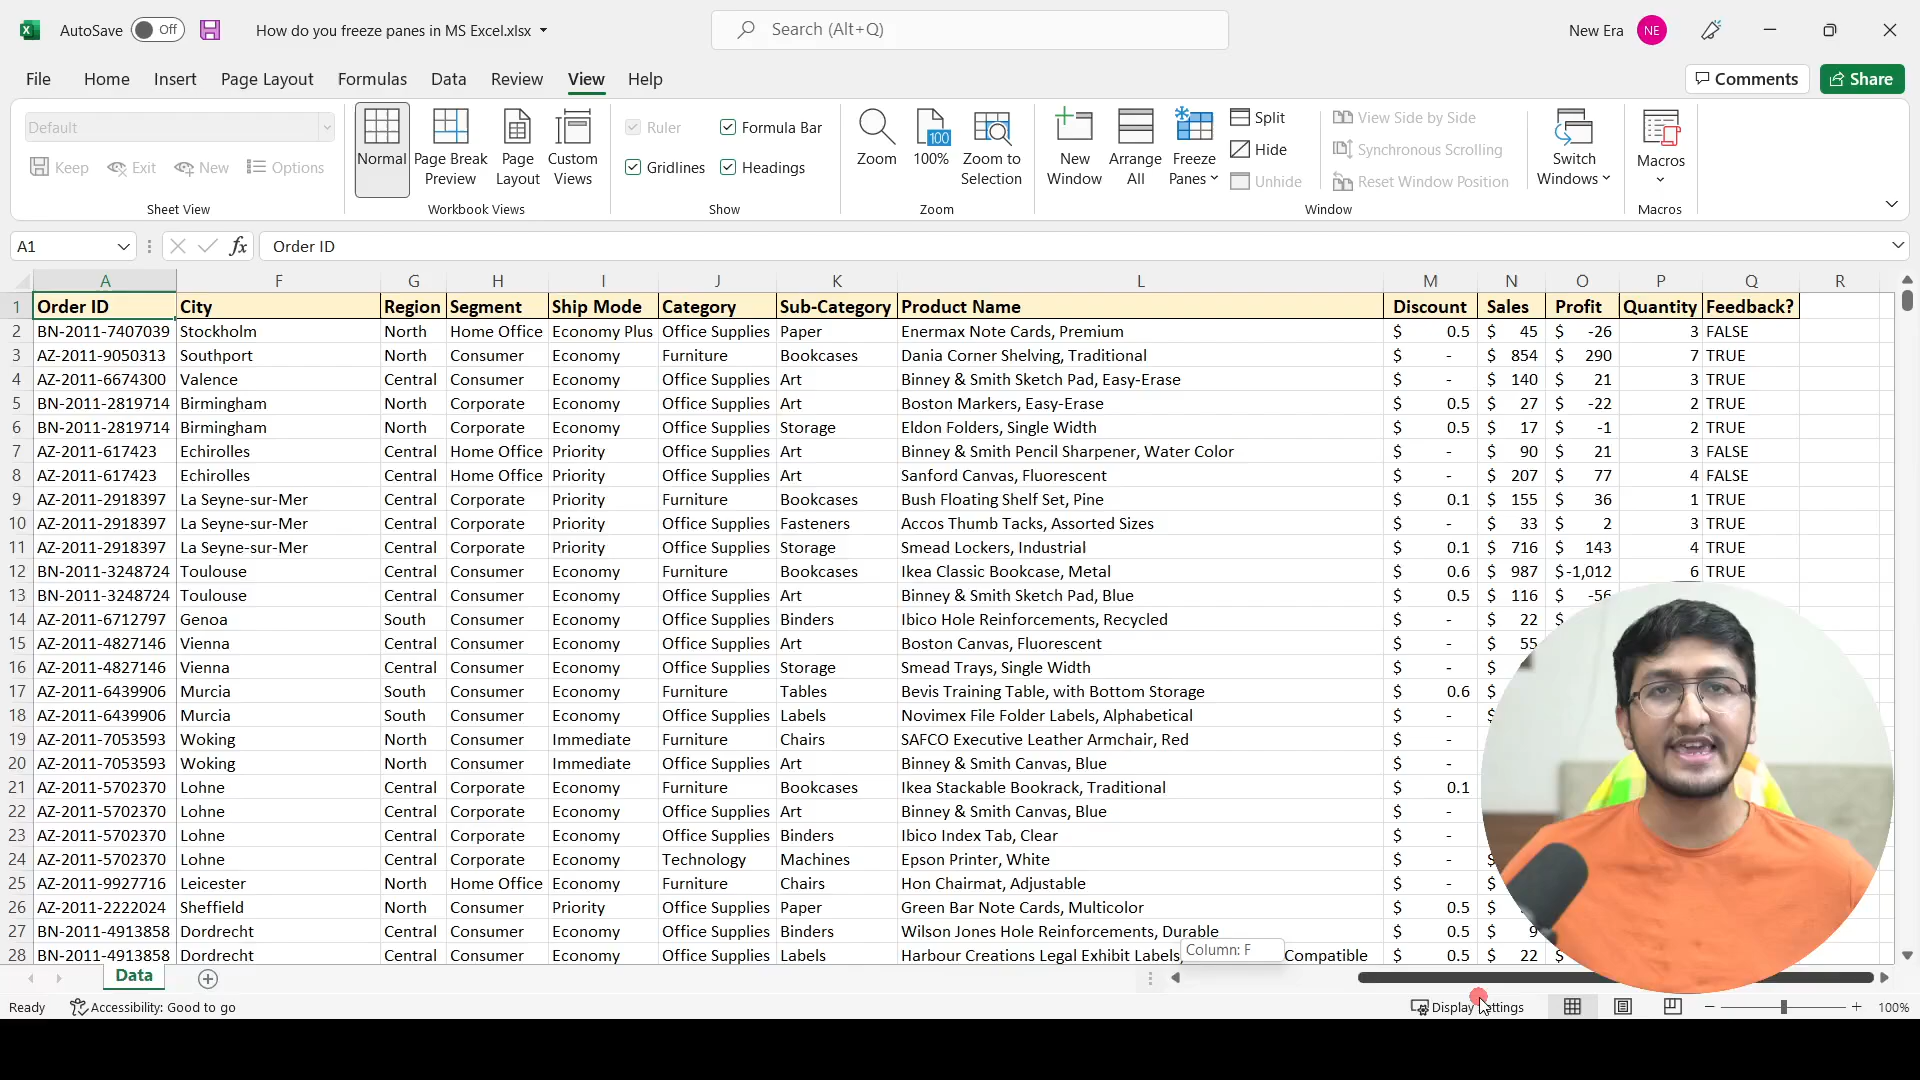 AutoSave Off How do you freeze panes in MS Excel.xlsx Search (Alt+Q) New Era NE
File Home Insert Page Layout Formulas Data Review View Help Comments Share
Default
Keep Exit New Options
Sheet View
Normal Page Break Preview Page Layout Custom Views
Workbook Views
Ruler Formula Bar
Gridlines Headings
Show
Zoom 100 100% Zoom to Selection
Zoom
New Window Arrange All Freeze Panes Split Hide Unhide
View Side by Side
Synchronous Scrolling
Reset Window Position
Switch Windows
Window
Macros
Macros
A1 fx Order ID
A F G H I J K L M N O P Q R
1 Order ID City Region Segment Ship Mode Category Sub-Category Product Name Discount Sales Profit Quantity Feedback?
2 BN-2011-7407039 Stockholm North Home Office Economy Plus Office Supplies Paper Enermax Note Cards, Premium $ 0.5 $ 45 $ -26 3 FALSE
3 AZ-2011-9050313 Southport North Consumer Economy Furniture Bookcases Dania Corner Shelving, Traditional $ - $ 854 $ 290 7 TRUE
4 AZ-2011-6674300 Valence Central Consumer Economy Office Supplies Art Binney & Smith Sketch Pad, Easy-Erase $ - $ 140 $ 21 3 TRUE
5 BN-2011-2819714 Birmingham North Corporate Economy Office Supplies Art Boston Markers, Easy-Erase $ 0.5 $ 27 $ -22 2 TRUE
6 BN-2011-2819714 Birmingham North Corporate Economy Office Supplies Storage Eldon Folders, Single Width $ 0.5 $ 17 $ -1 2 TRUE
7 AZ-2011-617423 Echirolles Central Home Office Priority Office Supplies Art Binney & Smith Pencil Sharpener, Water Color $ - $ 90 $ 21 3 FALSE
8 AZ-2011-617423 Echirolles Central Home Office Priority Office Supplies Art Sanford Canvas, Fluorescent $ - $ 207 $ 77 4 FALSE
9 AZ-2011-2918397 La Seyne-sur-Mer Central Corporate Priority Furniture Bookcases Bush Floating Shelf Set, Pine $ 0.1 $ 155 $ 36 1 TRUE
10 AZ-2011-2918397 La Seyne-sur-Mer Central Corporate Priority Office Supplies Fasteners Accos Thumb Tacks, Assorted Sizes $ - $ 33 $ 2 3 TRUE
11 AZ-2011-2918397 La Seyne-sur-Mer Central Corporate Priority Office Supplies Storage Smead Lockers, Industrial $ 0.1 $ 716 $ 143 4 TRUE
12 BN-2011-3248724 Toulouse Central Consumer Economy Furniture Bookcases Ikea Classic Bookcase, Metal $ 0.6 $ 987 $ -1,012 6 TRUE
13 BN-2011-3248724 Toulouse Central Consumer Economy Office Supplies Art Binney & Smith Sketch Pad, Blue $ 0.5 $ 116 $ -56
14 AZ-2011-6712797 Genoa South Consumer Economy Office Supplies Binders Ibico Hole Reinforcements, Recycled $ - $ 22 $
15 AZ-2011-4827146 Vienna Central Consumer Economy Office Supplies Art Boston Canvas, Fluorescent $ - $ 55
16 AZ-2011-4827146 Vienna Central Consumer Economy Office Supplies Storage Smead Trays, Single Width $ - $
17 AZ-2011-6439906 Murcia South Consumer Economy Furniture Tables Bevis Training Table, with Bottom Storage $ 0.6 $
18 AZ-2011-6439906 Murcia South Consumer Economy Office Supplies Labels Novimex File Folder Labels, Alphabetical $ - $
19 AZ-2011-7053593 Woking North Consumer Immediate Furniture Chairs SAFCO Executive Leather Armchair, Red $ -
20 AZ-2011-7053593 Woking North Consumer Immediate Office Supplies Art Binney & Smith Canvas, Blue $ -
21 AZ-2011-5702370 Lohne Central Corporate Economy Furniture Chairs Bookcases Ikea Stackable Bookrack, Traditional $ 0.1
22 AZ-2011-5702370 Lohne Central Corporate Economy Office Supplies Art Binney & Smith Canvas, Blue $ -
23 AZ-2011-5702370 Lohne Central Corporate Economy Office Supplies Binders Ibico Index Tab, Clear $ -
24 AZ-2011-5702370 Lohne Central Corporate Economy Technology Machines Epson Printer, White $ - $
25 AZ-2011-9927716 Leicester North Home Office Economy Furniture Chairs Hon Chairmat, Adjustable $ - $
26 AZ-2011-2222024 Sheffield North Consumer Priority Office Supplies Paper Green Bar Note Cards, Multicolor $ 0.5 $
27 BN-2011-4913858 Dordrecht Central Consumer Economy Office Supplies Binders Wilson Jones Hole Reinforcements, Durable $ 0.5 $ 9
28 BN-2011-4913858 Dordrecht Central Consumer Economy Office Supplies Labels Harbour Creations Legal Exhibit Labels, Compatible $ 0.5 $ 22 $
Column: F
Data
Ready Accessibility: Good to go Display Settings 100%